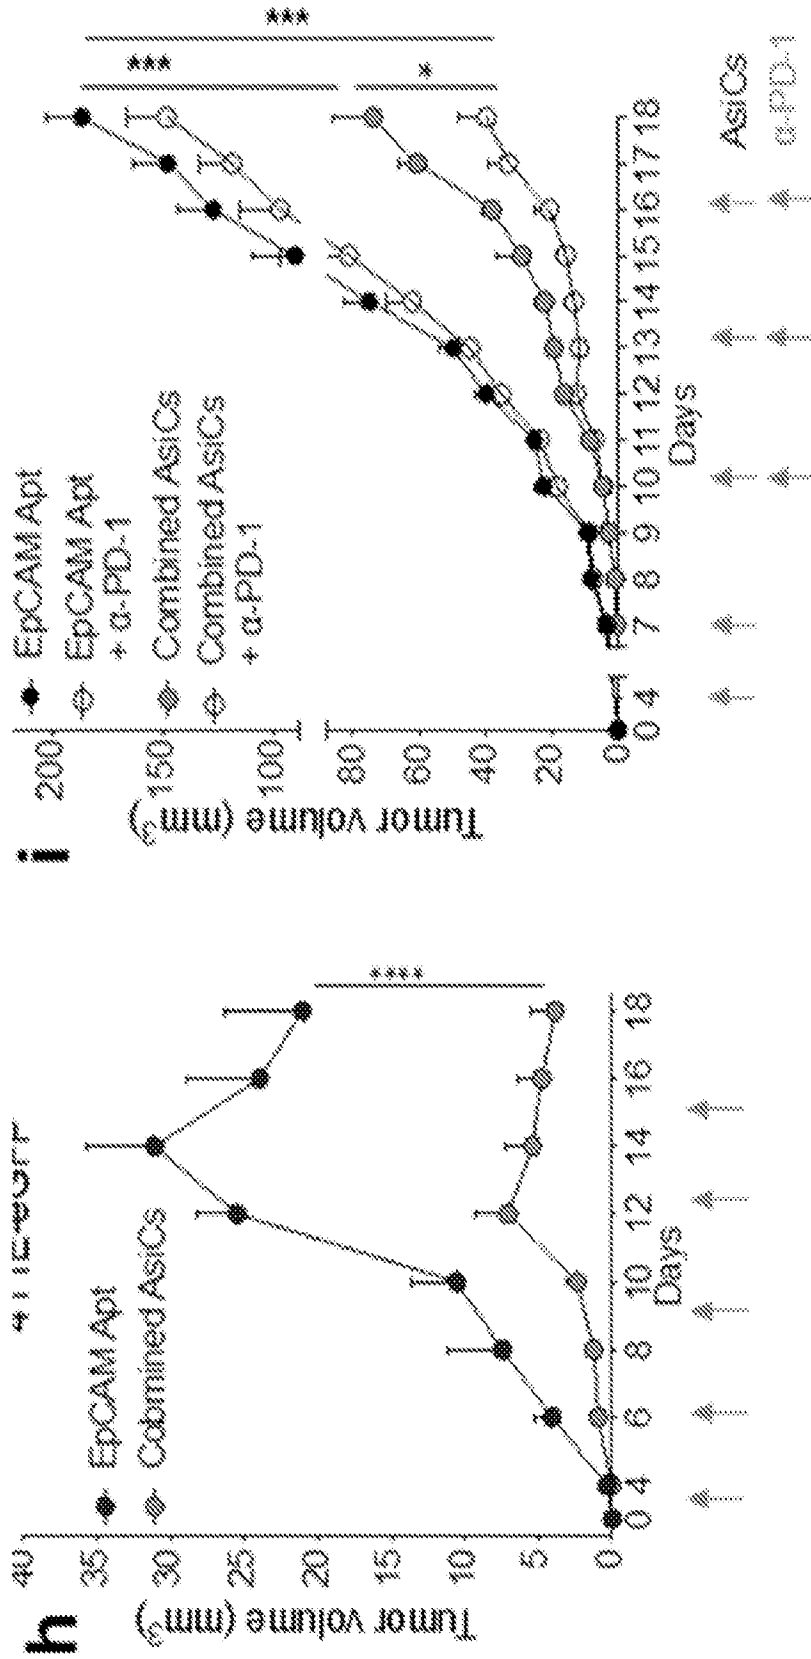 h
EpCAM Apt
Cobmined AsiCs
Tumor volume (mm3)
40
35
30
25
20
15
10
5
0
0 4 6 8 10 12 14 16 18
Days
****
i
EpCAM Apt
EpCAM Apt
+ α-PD-1
Combined AsiCs
Combined AsiCs
+ α-PD-1
Tumor volume (mm3)
200
150
100
80
60
40
20
0
0 4 7 8 9 10 11 12 13 14 15 16 17 18
Days
***
***
*
AsiCs
α-PD-1